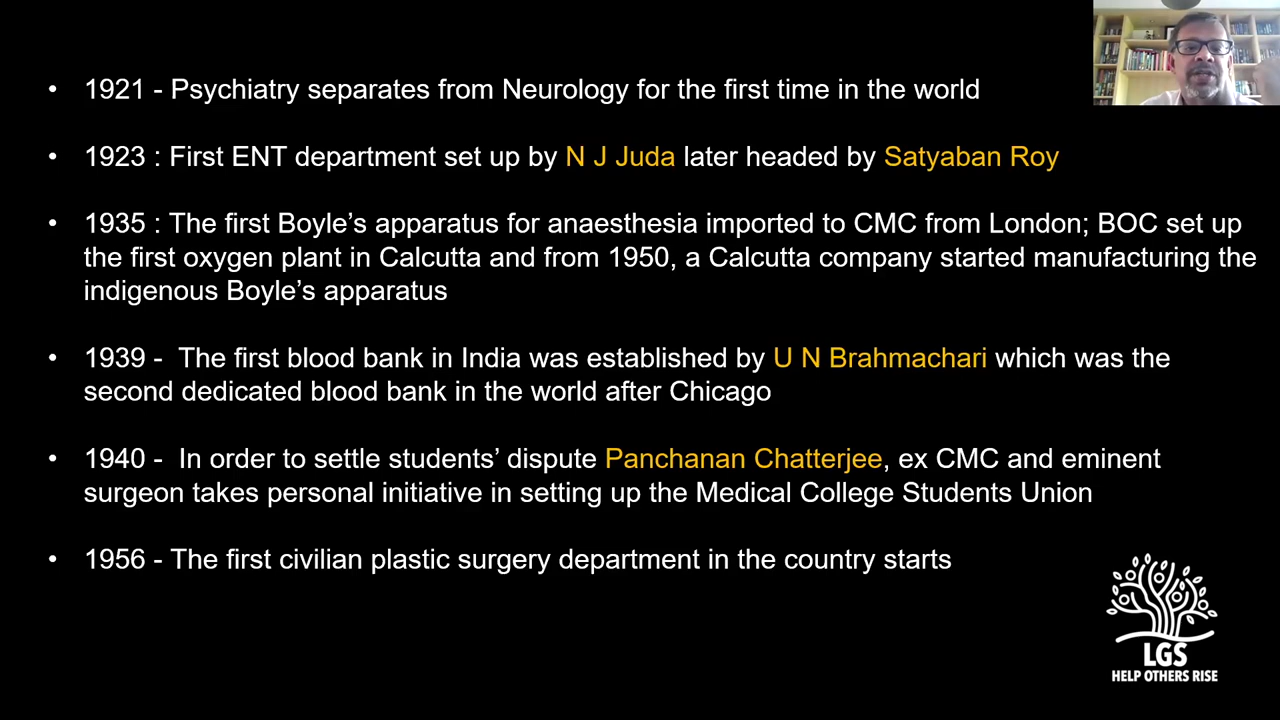 • 1921 - Psychiatry separates from Neurology for the first time in the world
• 1923 : First ENT department set up by N J Juda later headed by Satyaban Roy
• 1935 : The first Boyle’s apparatus for anaesthesia imported to CMC from London; BOC set up
the first oxygen plant in Calcutta and from 1950, a Calcutta company started manufacturing the
indigenous Boyle’s apparatus
• 1939 - The first blood bank in India was established by U N Brahmachari which was the
second dedicated blood bank in the world after Chicago
• 1940 - In order to settle students’ dispute Panchanan Chatterjee, ex CMC and eminent
surgeon takes personal initiative in setting up the Medical College Students Union
• 1956 - The first civilian plastic surgery department in the country starts
LGS
HELP OTHERS RISE